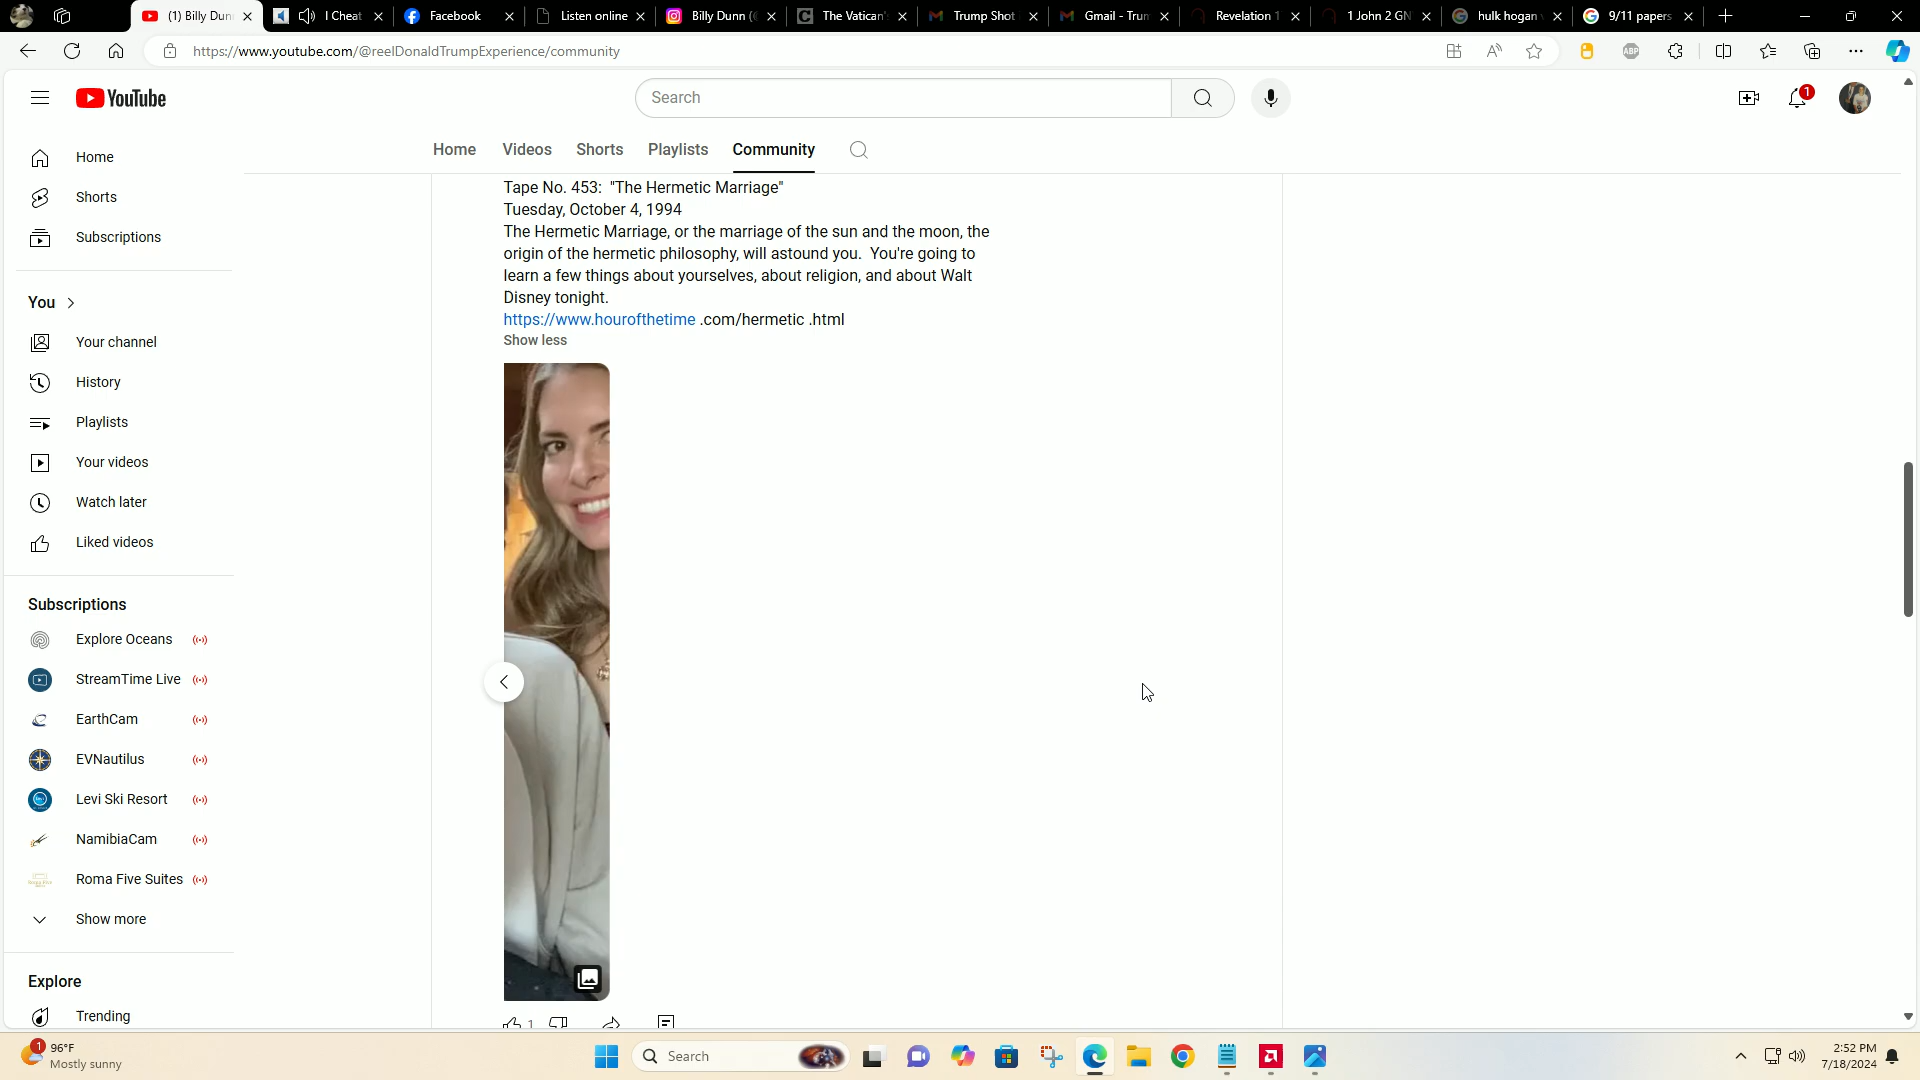 (1) Billy Dun
I Cheat
Facebook
Listen online
Billy Dunn (
The Vatican's
Trump Shot
Gmail - Trum
Revelation 1
1 John 2 GN
hulk hogan
9/11 papers
https://www.youtube.com/@reelDonaldTrumpExperience/community
ABP
YouTube
Search
1
Home
Videos
Shorts
Playlists
Community
Home
Shorts
Subscriptions
You
Your channel
History
Playlists
Your videos
Watch later
Liked videos
Subscriptions
Explore Oceans
StreamTime Live
EarthCam
EVNautilus
Levi Ski Resort
NamibiaCam
Roma Five Suites
Show more
Explore
Trending
Tape No. 453: "The Hermetic Marriage"
Tuesday, October 4, 1994
The Hermetic Marriage, or the marriage of the sun and the moon, the
origin of the hermetic philosophy, will astound you. You're going to
learn a few things about yourselves, about religion, and about Walt
Disney tonight.
https://www.hourofthetime .com/hermetic .html
Show less
1
1
96°F
Mostly sunny
Search
2:52 PM
7/18/2024